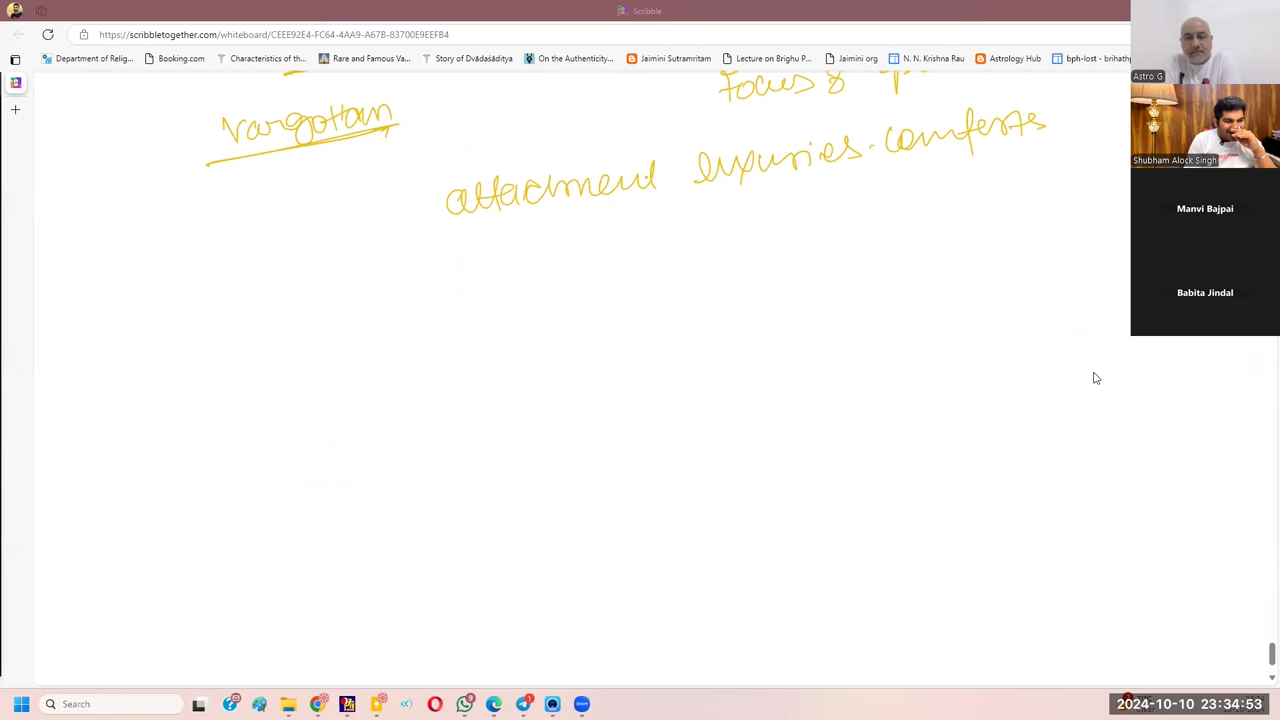 Scribble
https://scribbletogether.com/whiteboard/CEEE92E4-FC64-4AA9-A67B-83700E9EEFB4
Department of Relig... Booking.com Characteristics of th... Rare and Famous Va... Story of Dvādaśāditya On the Authenticity... Jaimini Sutramritam Lecture on Brighu P... Jaimini org N. N. Krishna Rau Astrology Hub bph-lost - brihathp
Astro G
Shubham Alock Singh
Manvi Bajpai
Babita Jindal
Focus &
Vargottam
attachment luxuries. comforts
Search
2024-10-10 23:34:53